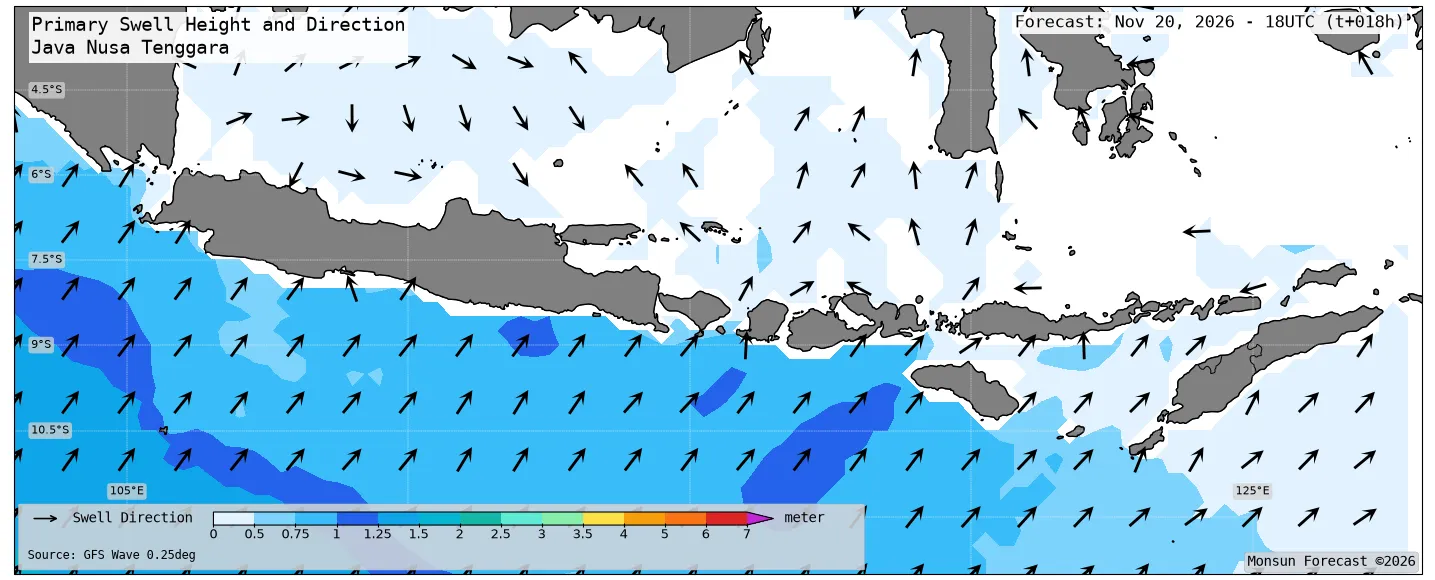 Primary Swell Height and Direction
Java Nusa Tenggara
Forecast: Nov 20, 2026 - 18UTC (t+018h)
4.5°S
6°S
7.5°S
9°S
10.5°S
105°E
125°E
Swell Direction
0 0.5 0.75 1 1.25 1.5 2 2.5 3 3.5 4 5 6 7
meter
Source: GFS Wave 0.25deg
Monsun Forecast ©2026